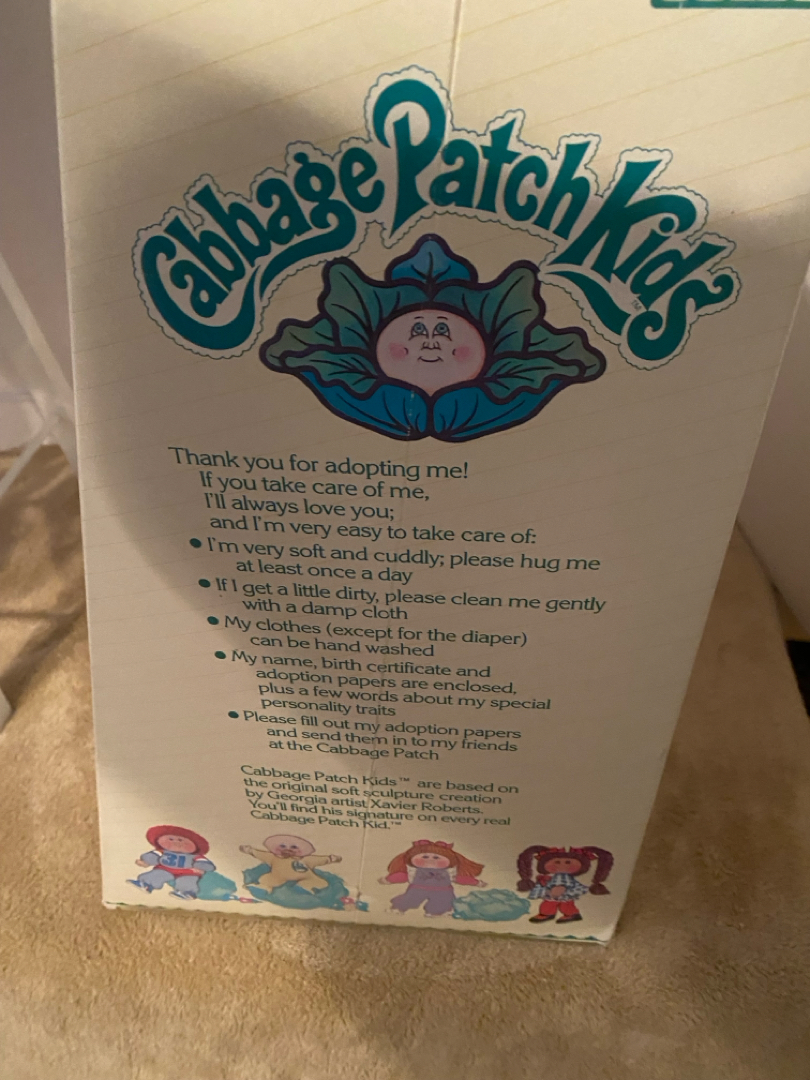 Cabbage Patch Kids™
Thank you for adopting me!
If you take care of me,
I'll always love you;
and I'm very easy to take care of:
• I'm very soft and cuddly; please hug me
at least once a day
• If I get a little dirty, please clean me gently
with a damp cloth
• My clothes (except for the diaper)
can be hand washed
• My name, birth certificate and
adoption papers are enclosed,
plus a few words about my special
personality traits
• Please fill out my adoption papers
and send them in to my friends
at the Cabbage Patch
Cabbage Patch Kids™ are based on
the original soft sculpture creation
by Georgia artist Xavier Roberts.
You'll find his signature on every real
Cabbage Patch Kid.™
31